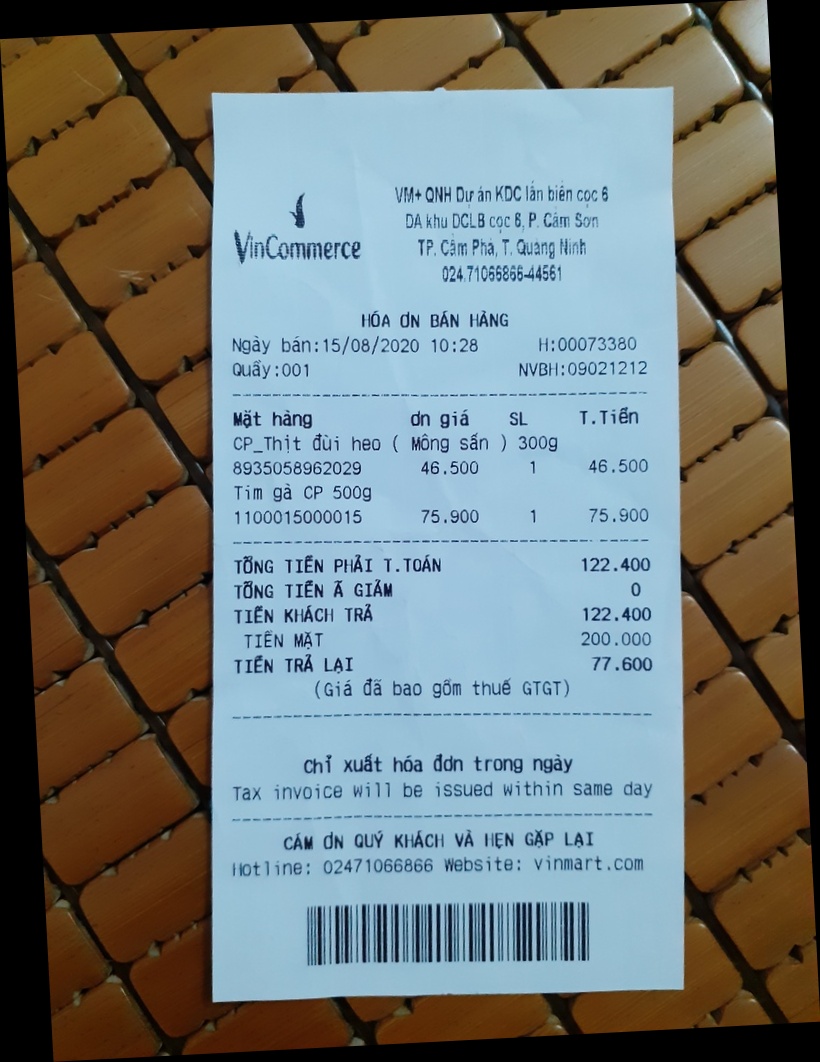 VinCommerce
VM+ QNH Dự án KDC lấn biển cọc 6
DA khu DCLB cọc 6, P. Cẩm Sơn
TP. Cẩm Phả, T. Quảng Ninh
024.71066866-44561
HÓA ƠN BÁN HÀNG
Ngày bán:15/08/2020 10:28 H:00073380
Quầy:001 NVBH:09021212
Mặt hàng ơn giá SL T.Tiền
CP_Thịt đùi heo ( Mông sấn ) 300g
8935058962029 46.500 1 46.500
Tim gà CP 500g
1100015000015 75.900 1 75.900
TỔNG TIỀN PHẢI T.TOÁN 122.400
TỔNG TIỀN Ã GIẢM 0
TIỀN KHÁCH TRẢ 122.400
TIỀN MẶT 200.000
TIỀN TRẢ LẠI 77.600
(Giá đã bao gồm thuế GTGT)
Chỉ xuất hóa đơn trong ngày
Tax invoice will be issued within same day
CÁM ƠN QUÝ KHÁCH VÀ HẸN GẶP LẠI
Hotline: 02471066866 Website: vinmart.com